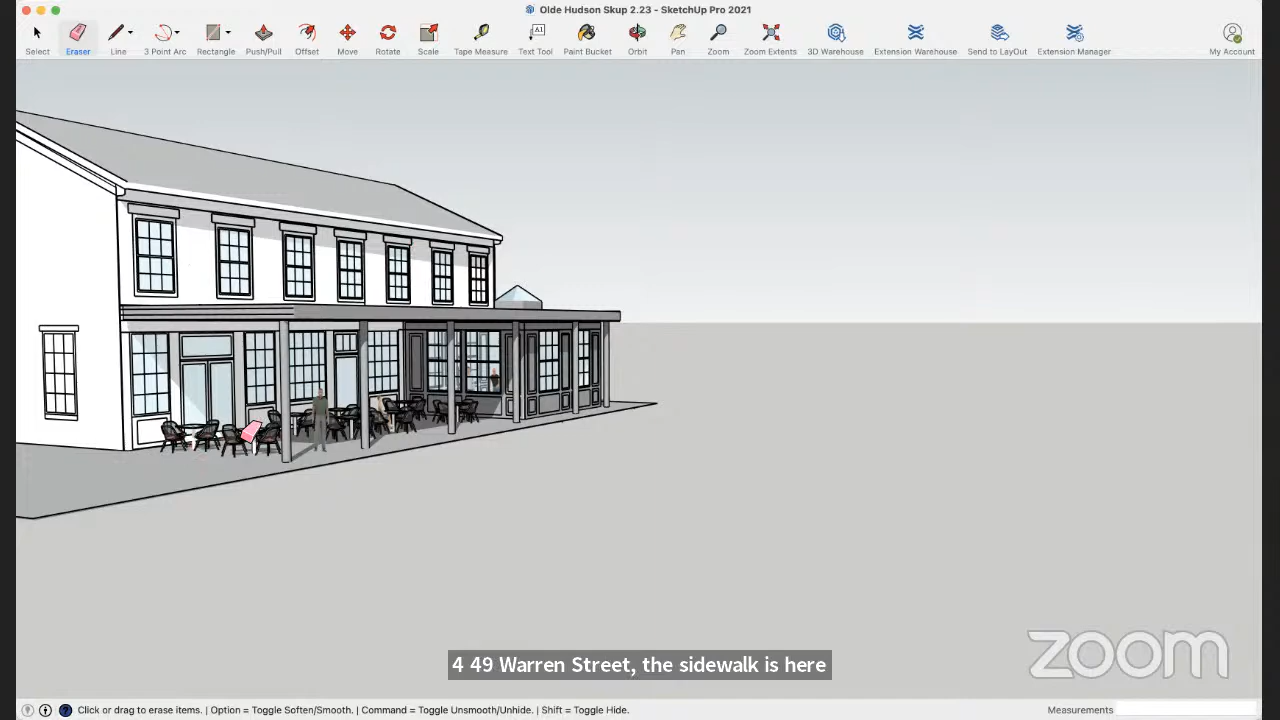 Olde Hudson Skup 2.23 - SketchUp Pro 2021
Select
Eraser
Line
3 Point Arc
Rectangle
Push/Pull
Offset
Move
Rotate
Scale
Tape Measure
A1
Text Tool
Paint Bucket
Orbit
Pan
Zoom
Zoom Extents
3D Warehouse
Extension Warehouse
Send to LayOut
Extension Manager
My Account
4 49 Warren Street, the sidewalk is here
zoom
Click or drag to erase items. | Option = Toggle Soften/Smooth. | Command = Toggle Unsmooth/Unhide. | Shift = Toggle Hide.
Measurements